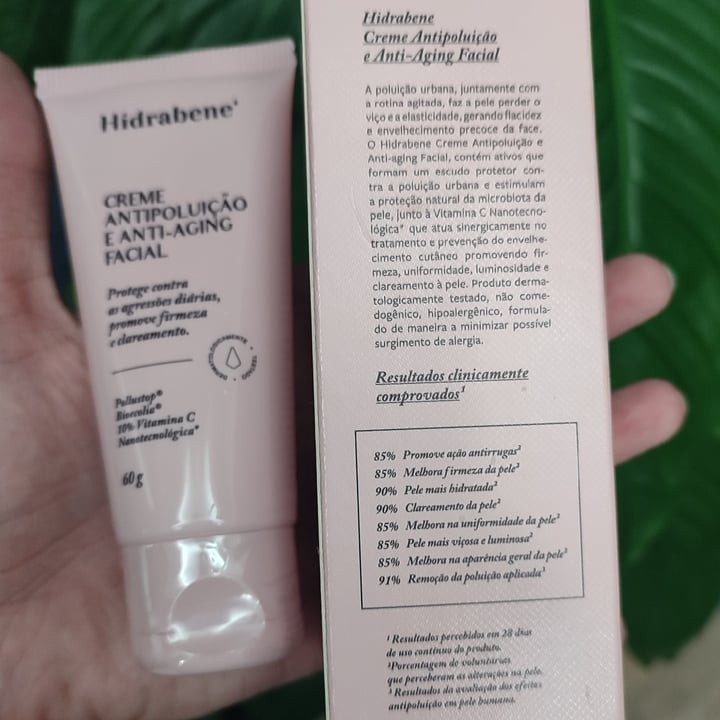 Hidrabene®
CREME
ANTIPOLUIÇÃO
E ANTI-AGING
FACIAL
Protege contra
as agressões diárias,
promove firmeza
e clareamento.
DERMATOLOGICAMENTE • TESTADO •
Pollustop®
Bioecolia®
10% Vitamina C
Nanotecnológica*
60 g
Hidrabene
Creme Antipoluição
e Anti-Aging Facial
A poluição urbana, juntamente com
a rotina agitada, faz a pele perder o
viço e a elasticidade, gerando flacidez
e envelhecimento precoce da face.
O Hidrabene Creme Antipoluição e
Anti-aging Facial, contém ativos que
formam um escudo protetor con-
tra a poluição urbana e estimulam
a proteção natural da microbiota da
pele, junto à Vitamina C Nanotecno-
lógica* que atua sinergicamente no
tratamento e prevenção do envelhe-
cimento cutâneo promovendo fir-
meza, uniformidade, luminosidade e
clareamento à pele. Produto derma-
tologicamente testado, não come-
dogênico, hipoalergênico, formula-
do de maneira a minimizar possível
surgimento de alergia.
Resultados clinicamente
comprovados¹
85% Promove ação antirrugas²
85% Melhora firmeza da pele²
90% Pele mais hidratada²
90% Clareamento da pele²
85% Melhora na uniformidade da pele²
85% Pele mais viçosa e luminosa²
85% Melhora na aparência geral da pele²
91% Remoção da poluição aplicada³
¹ Resultados percebidos em 28 dias
de uso contínuo do produto.
²Porcentagem de voluntárias
que perceberam as alterações na pele.
³ Resultados da avaliação dos efeitos
antipoluição em pele humana.
Hidrabene®